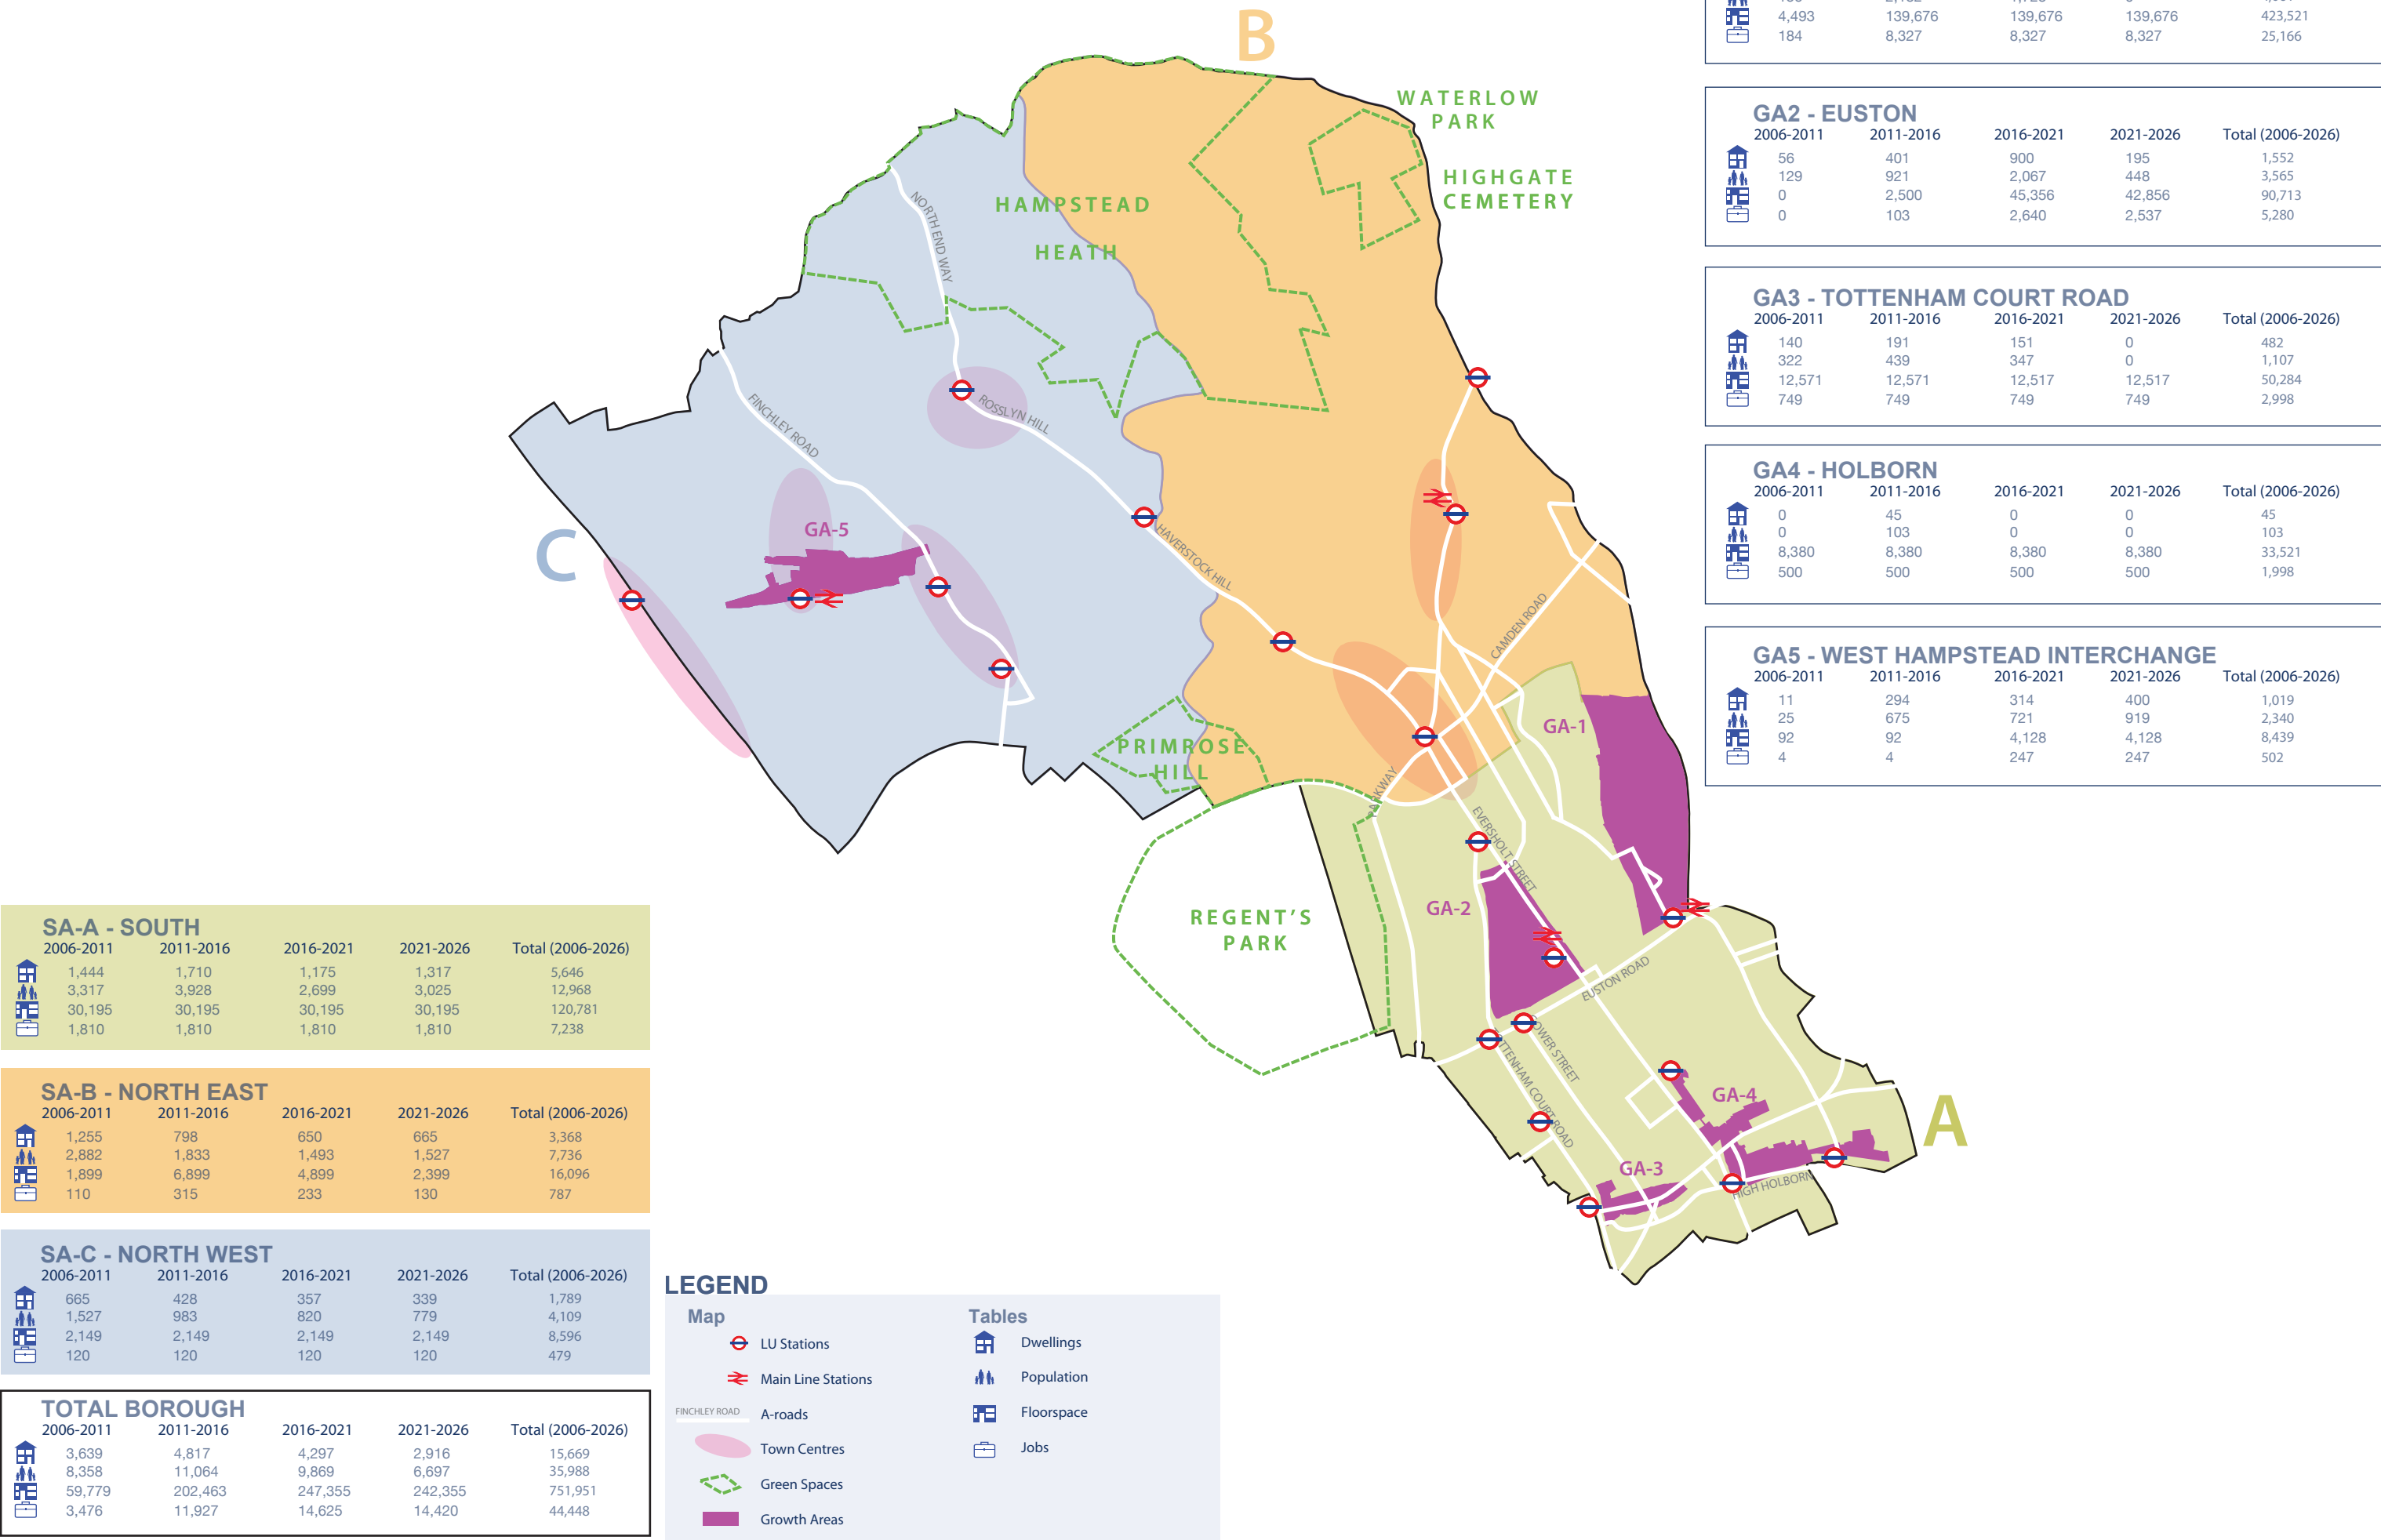 4,493 139,676 139,676 139,676 423,521
184 8,327 8,327 8,327 25,166
GA2 - EUSTON
2006-2011 2011-2016 2016-2021 2021-2026 Total (2006-2026)
56 401 900 195 1,552
129 921 2,067 448 3,565
0 2,500 45,356 42,856 90,713
0 103 2,640 2,537 5,280
GA3 - TOTTENHAM COURT ROAD
2006-2011 2011-2016 2016-2021 2021-2026 Total (2006-2026)
140 191 151 0 482
322 439 347 0 1,107
12,571 12,571 12,517 12,517 50,284
749 749 749 749 2,998
GA4 - HOLBORN
2006-2011 2011-2016 2016-2021 2021-2026 Total (2006-2026)
0 45 0 0 45
0 103 0 0 103
8,380 8,380 8,380 8,380 33,521
500 500 500 500 1,998
GA5 - WEST HAMPSTEAD INTERCHANGE
2006-2011 2011-2016 2016-2021 2021-2026 Total (2006-2026)
11 294 314 400 1,019
25 675 721 919 2,340
92 92 4,128 4,128 8,439
4 4 247 247 502
B
WATERLOW
PARK
HIGHGATE
CEMETERY
HAMPSTEAD
HEATH
NORTH END WAY
ROSSLYN HILL
FINCHLEY ROAD
GA-5
C
HAVERSTOCK HILL
CAMDEN ROAD
GA-1
PRIMROSE
HILL
PARKWAY
EVERSHOLT STREET
GA-2
REGENT'S
PARK
EUSTON ROAD
GOWER STREET
TOTTENHAM COURT ROAD
GA-4
A
GA-3
HIGH HOLBORN
SA-A - SOUTH
2006-2011 2011-2016 2016-2021 2021-2026 Total (2006-2026)
1,444 1,710 1,175 1,317 5,646
3,317 3,928 2,699 3,025 12,968
30,195 30,195 30,195 30,195 120,781
1,810 1,810 1,810 1,810 7,238
SA-B - NORTH EAST
2006-2011 2011-2016 2016-2021 2021-2026 Total (2006-2026)
1,255 798 650 665 3,368
2,882 1,833 1,493 1,527 7,736
1,899 6,899 4,899 2,399 16,096
110 315 233 130 787
SA-C - NORTH WEST
2006-2011 2011-2016 2016-2021 2021-2026 Total (2006-2026)
665 428 357 339 1,789
1,527 983 820 779 4,109
2,149 2,149 2,149 2,149 8,596
120 120 120 120 479
TOTAL BOROUGH
2006-2011 2011-2016 2016-2021 2021-2026 Total (2006-2026)
3,639 4,817 4,297 2,916 15,669
8,358 11,064 9,869 6,697 35,988
59,779 202,463 247,355 242,355 751,951
3,476 11,927 14,625 14,420 44,448
LEGEND
Map Tables
LU Stations Dwellings
Main Line Stations Population
FINCHLEY ROAD A-roads Floorspace
Town Centres Jobs
Green Spaces
Growth Areas